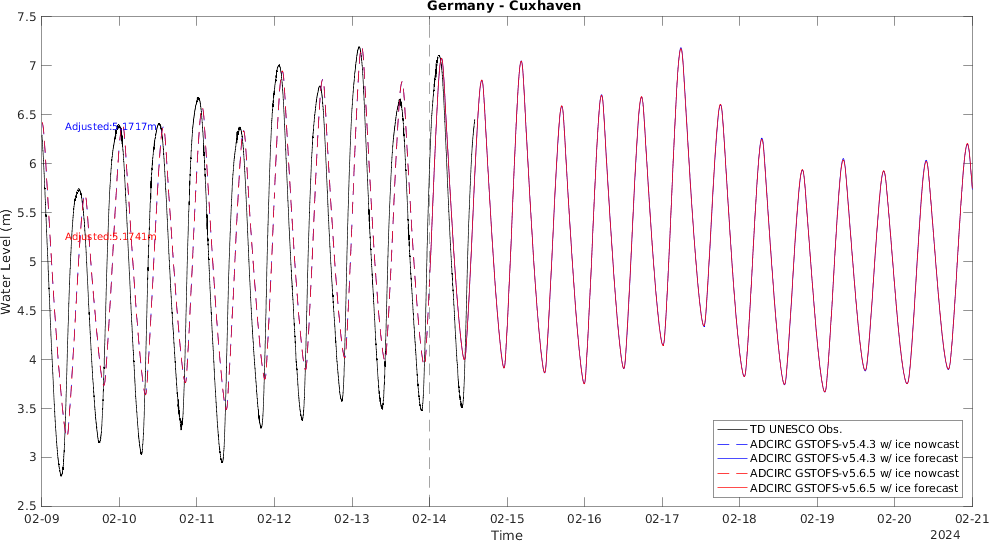 Germany - Cuxhaven
7.5
7
6.5
6
5.5
5
4.5
4
3.5
3
2.5
Water Level (m)
Adjusted:5.1717m
Adjusted:5.1741m
TD UNESCO Obs.
ADCIRC GSTOFS-v5.4.3 w/ ice nowcast
ADCIRC GSTOFS-v5.4.3 w/ ice forecast
ADCIRC GSTOFS-v5.6.5 w/ ice nowcast
ADCIRC GSTOFS-v5.6.5 w/ ice forecast
02-09 02-10 02-11 02-12 02-13 02-14 02-15 02-16 02-17 02-18 02-19 02-20 02-21
Time
2024